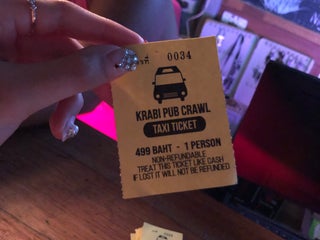 0034
KRABI PUB CRAWL
TAXI TICKET
499 BAHT - 1 PERSON
NON-REFUNDABLE
TREAT THIS TICKET LIKE CASH
IF LOST IT WILL NOT BE REFUNDED